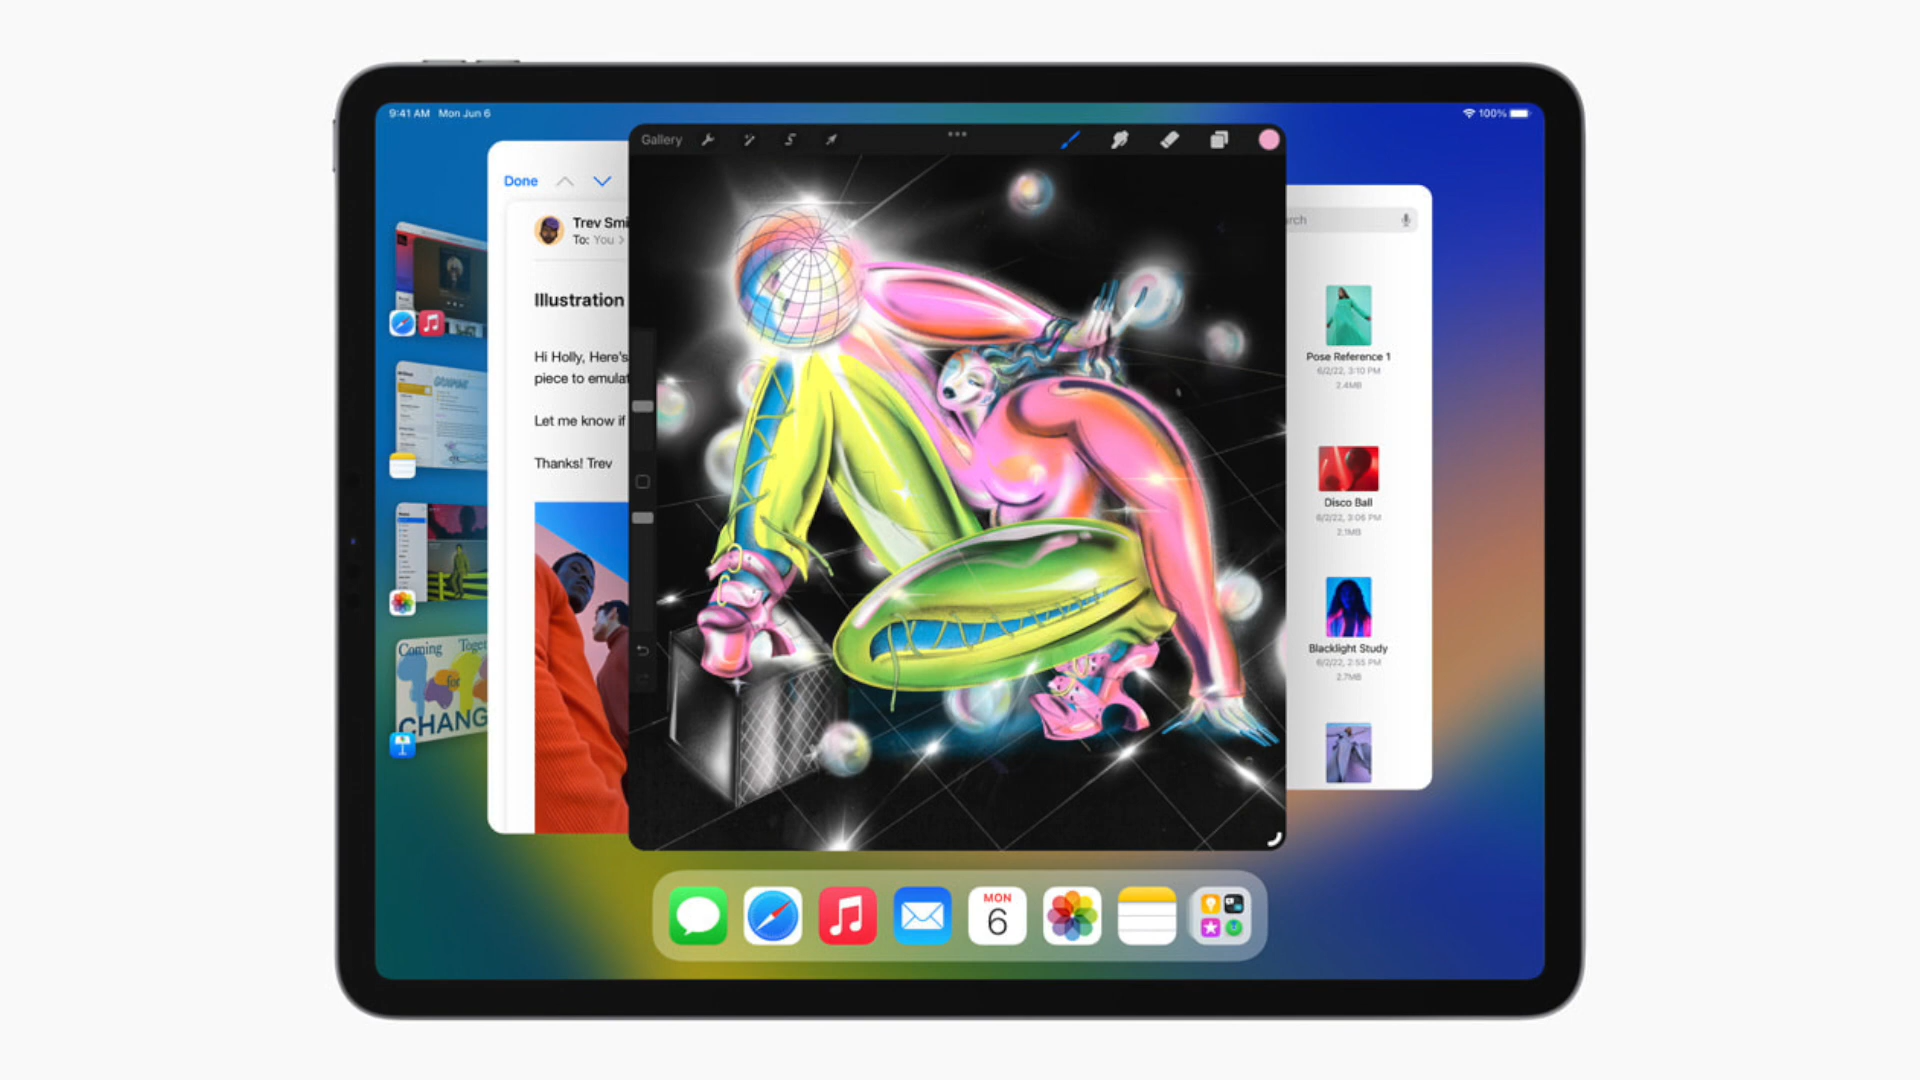 9:41 AM Mon Jun 6
100%
Gallery
Done
Trev Smi
To: You >
Illustration
Hi Holly, Here's
piece to emulat
Let me know if
Thanks! Trev
rch
Pose Reference 1
6/2/22, 3:10 PM
2.4MB
Disco Ball
6/2/22, 3:06 PM
2.1MB
Blacklight Study
6/2/22, 2:55 PM
2.7MB
Coming Toget
for
CHANG
MON
6